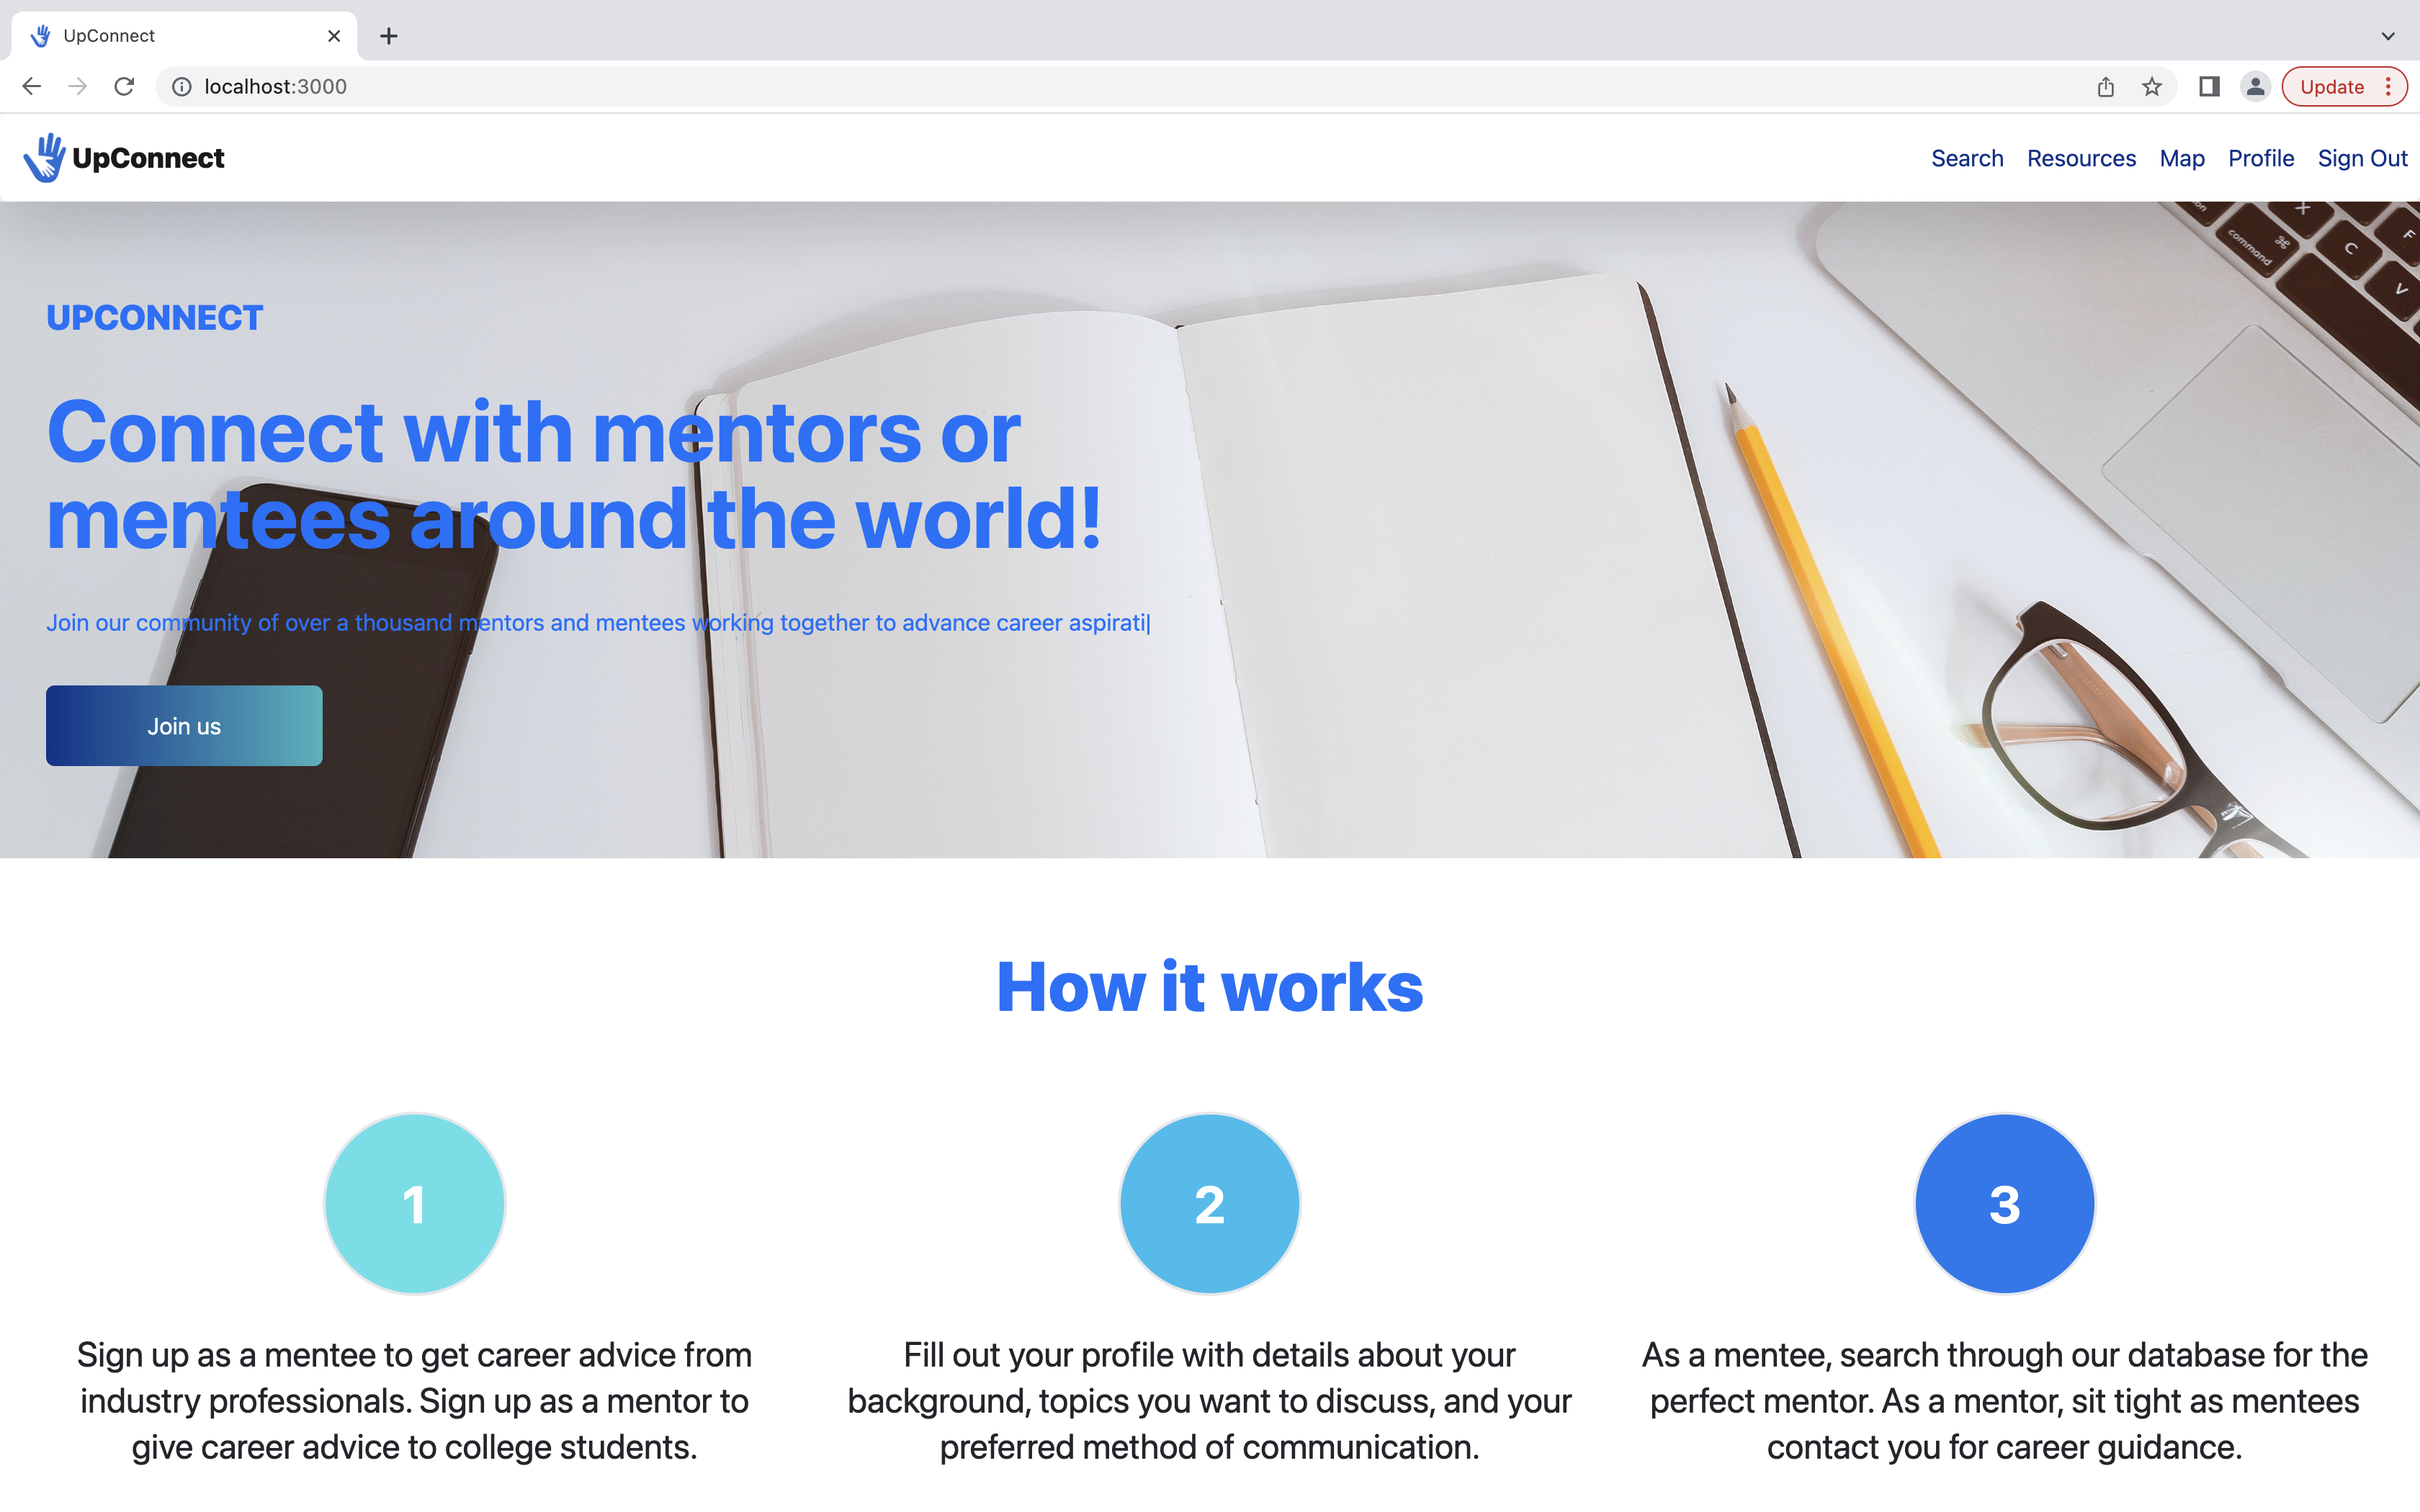 UpConnect
localhost:3000
Update
UpConnect
Search Resources Map Profile Sign Out
UPCONNECT
Connect with mentors or
mentees around the world!
Join our community of over a thousand mentors and mentees working together to advance career aspirati|
Join us
command ⌘
X
C
V
F
How it works
1
2
3
Sign up as a mentee to get career advice from
industry professionals. Sign up as a mentor to
give career advice to college students.
Fill out your profile with details about your
background, topics you want to discuss, and your
preferred method of communication.
As a mentee, search through our database for the
perfect mentor. As a mentor, sit tight as mentees
contact you for career guidance.